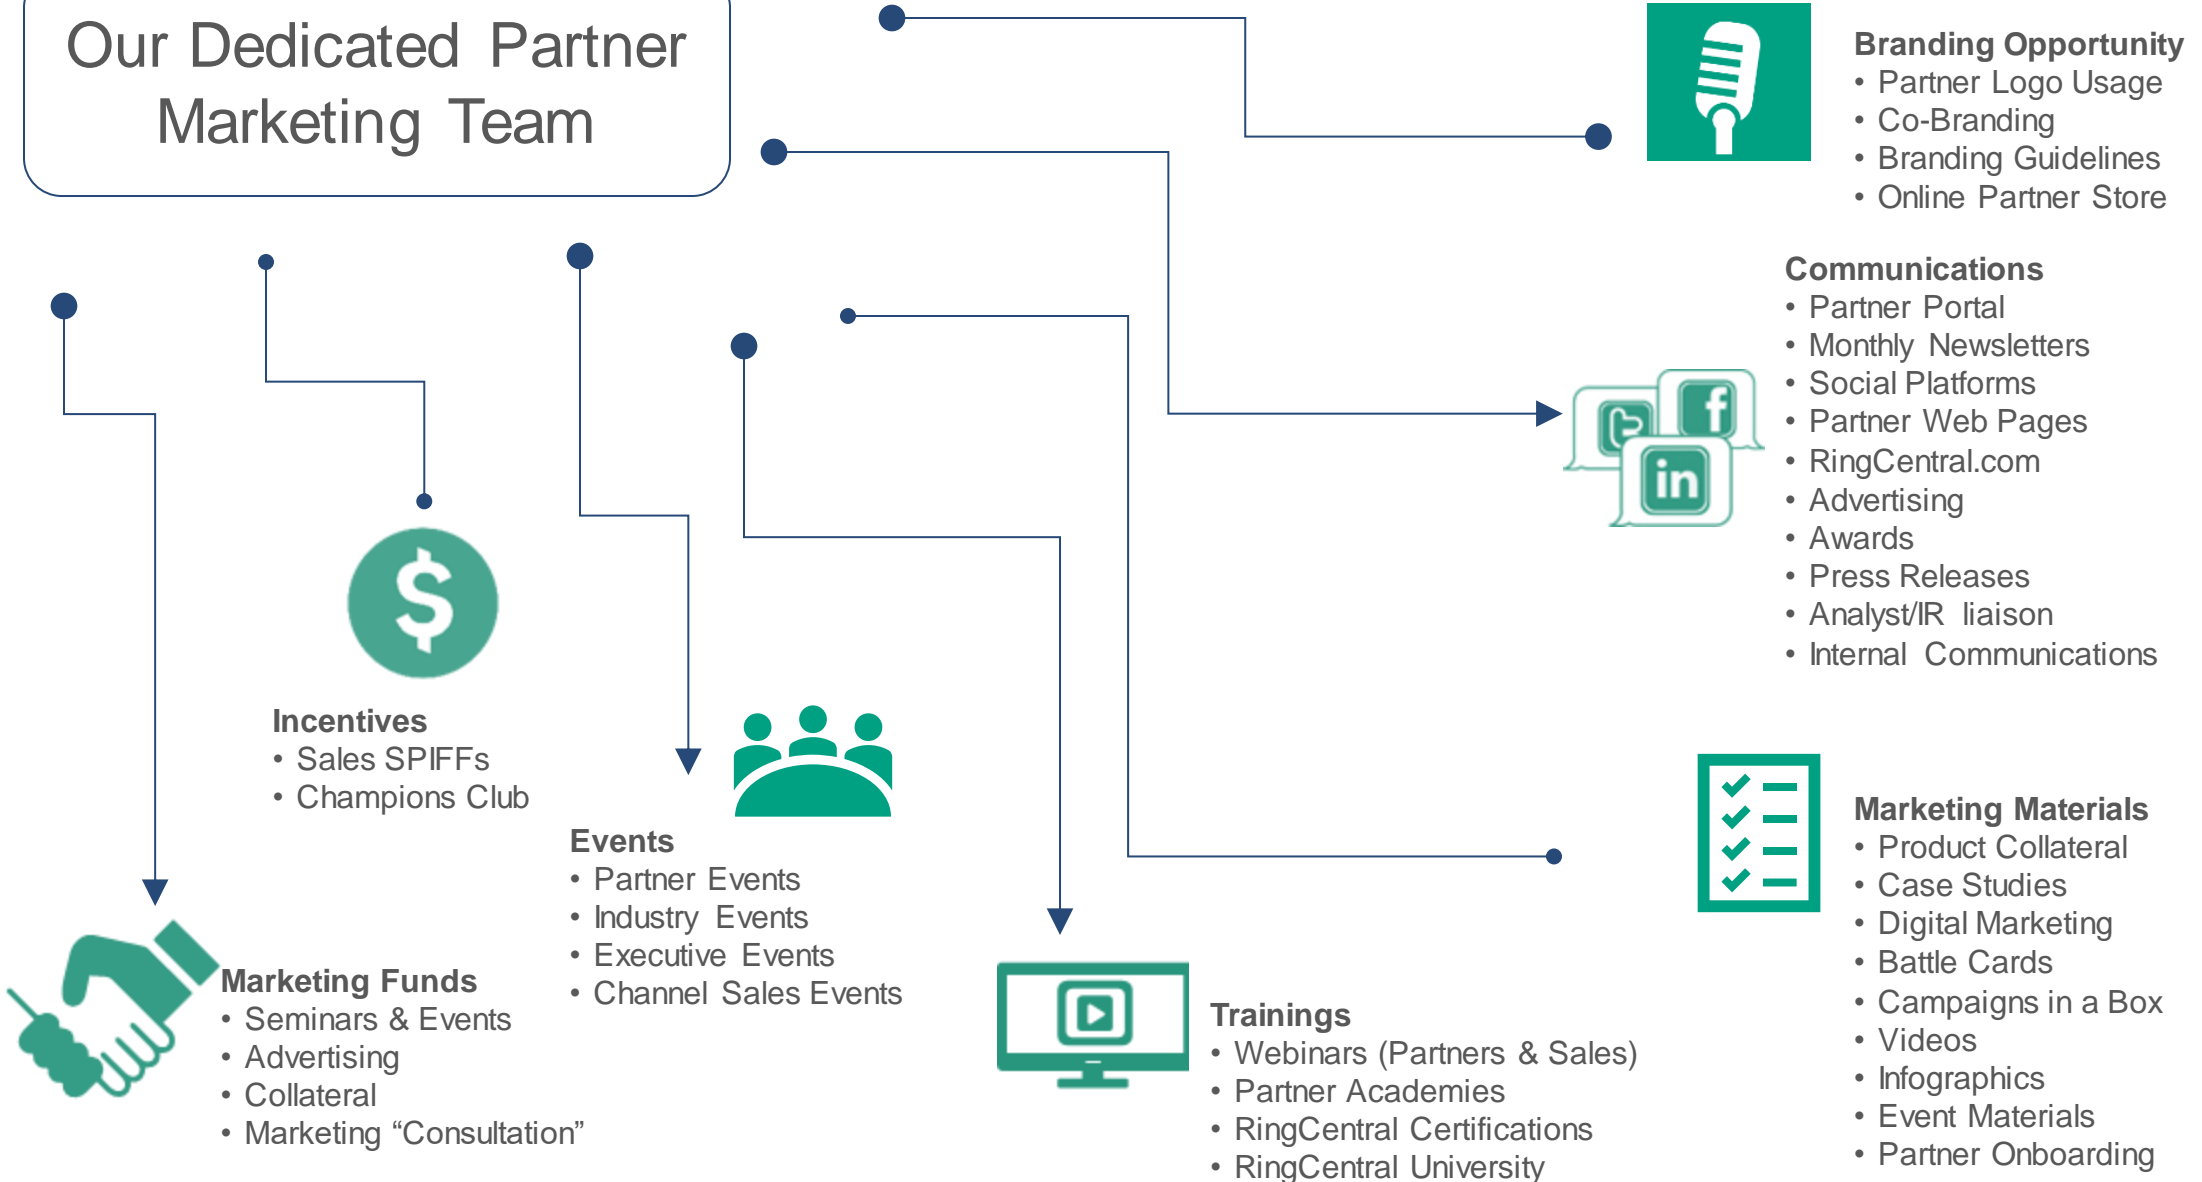 Our Dedicated Partner
Marketing Team
Branding Opportunity
• Partner Logo Usage
• Co-Branding
• Branding Guidelines
• Online Partner Store
Communications
• Partner Portal
• Monthly Newsletters
• Social Platforms
• Partner Web Pages
• RingCentral.com
• Advertising
• Awards
• Press Releases
• Analyst/IR liaison
• Internal Communications
t
f
in
$
Incentives
• Sales SPIFFs
• Champions Club
Events
• Partner Events
• Industry Events
• Executive Events
• Channel Sales Events
Marketing Funds
• Seminars & Events
• Advertising
• Collateral
• Marketing “Consultation”
Trainings
• Webinars (Partners & Sales)
• Partner Academies
• RingCentral Certifications
• RingCentral University
Marketing Materials
• Product Collateral
• Case Studies
• Digital Marketing
• Battle Cards
• Campaigns in a Box
• Videos
• Infographics
• Event Materials
• Partner Onboarding